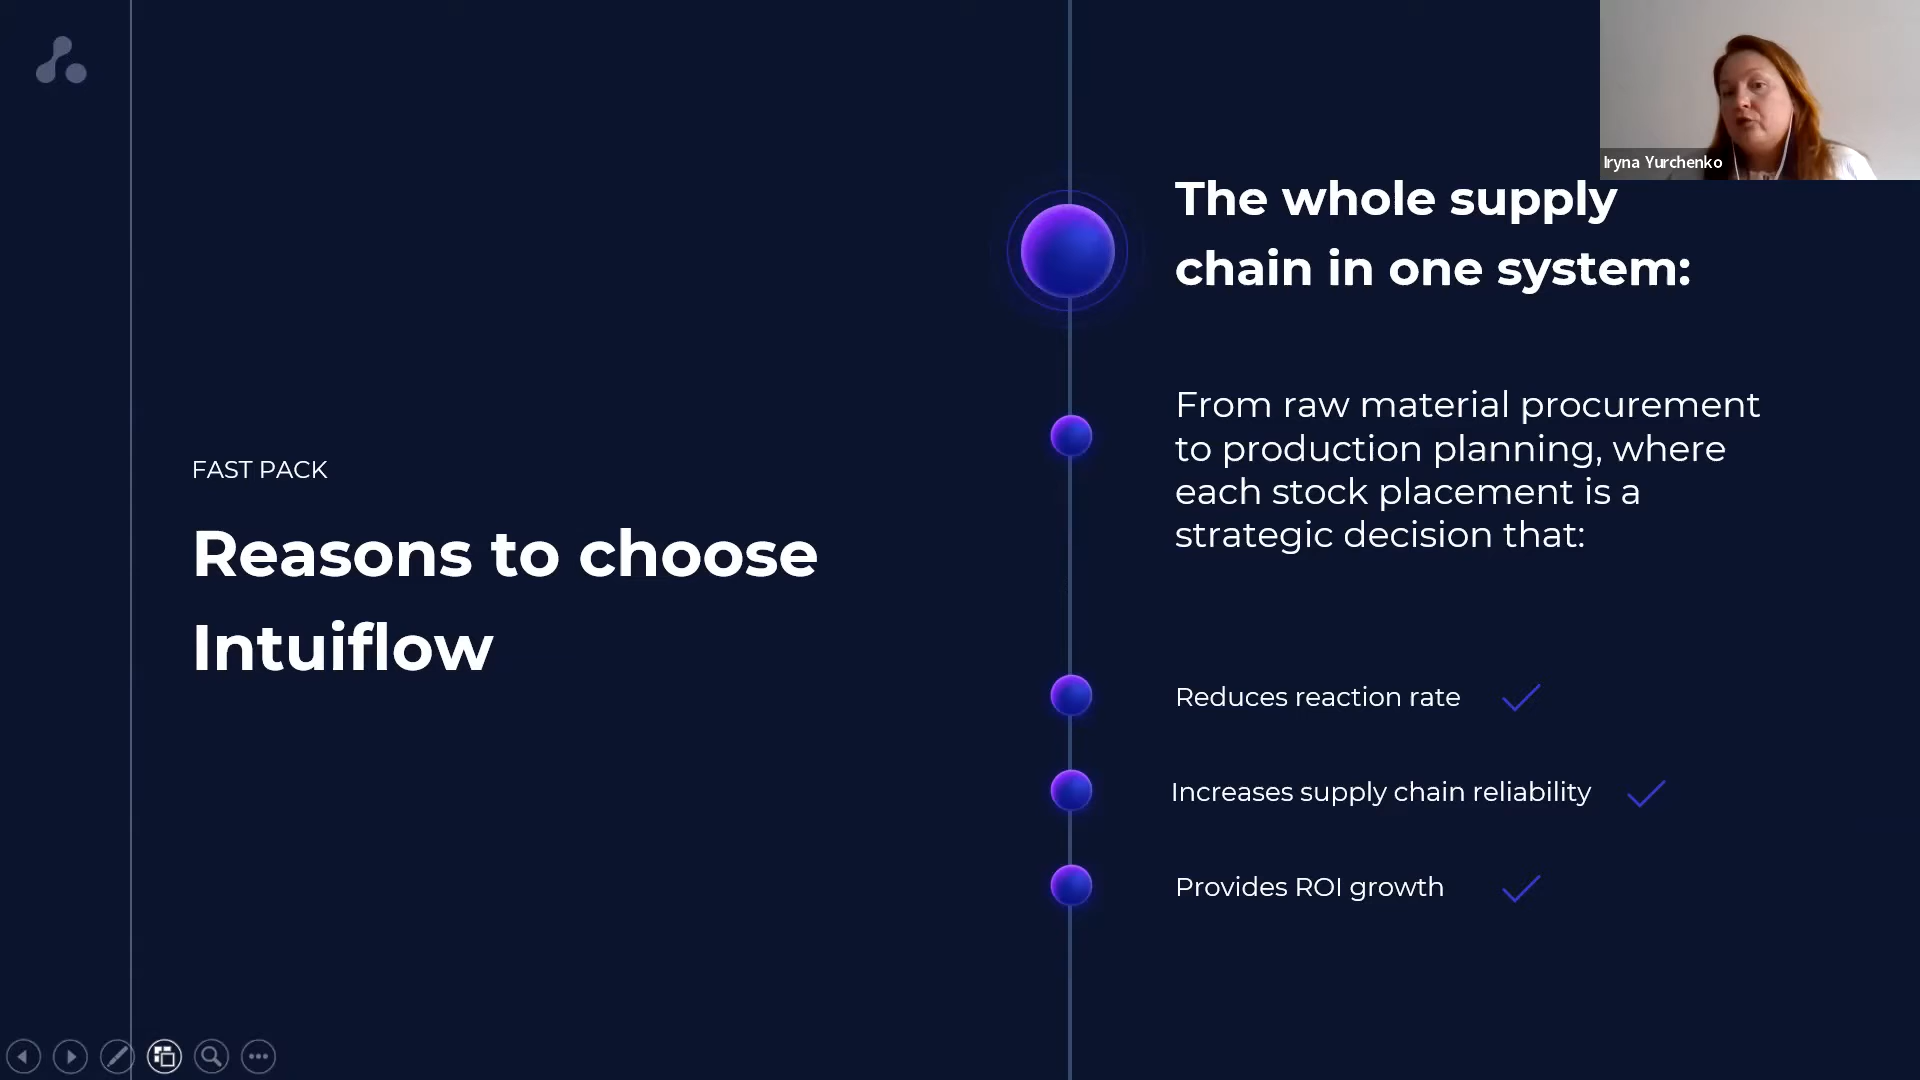 Iryna Yurchenko
FAST PACK
Reasons to choose
Intuiflow
The whole supply
chain in one system:
From raw material procurement
to production planning, where
each stock placement is a
strategic decision that:
Reduces reaction rate
Increases supply chain reliability
Provides ROI growth